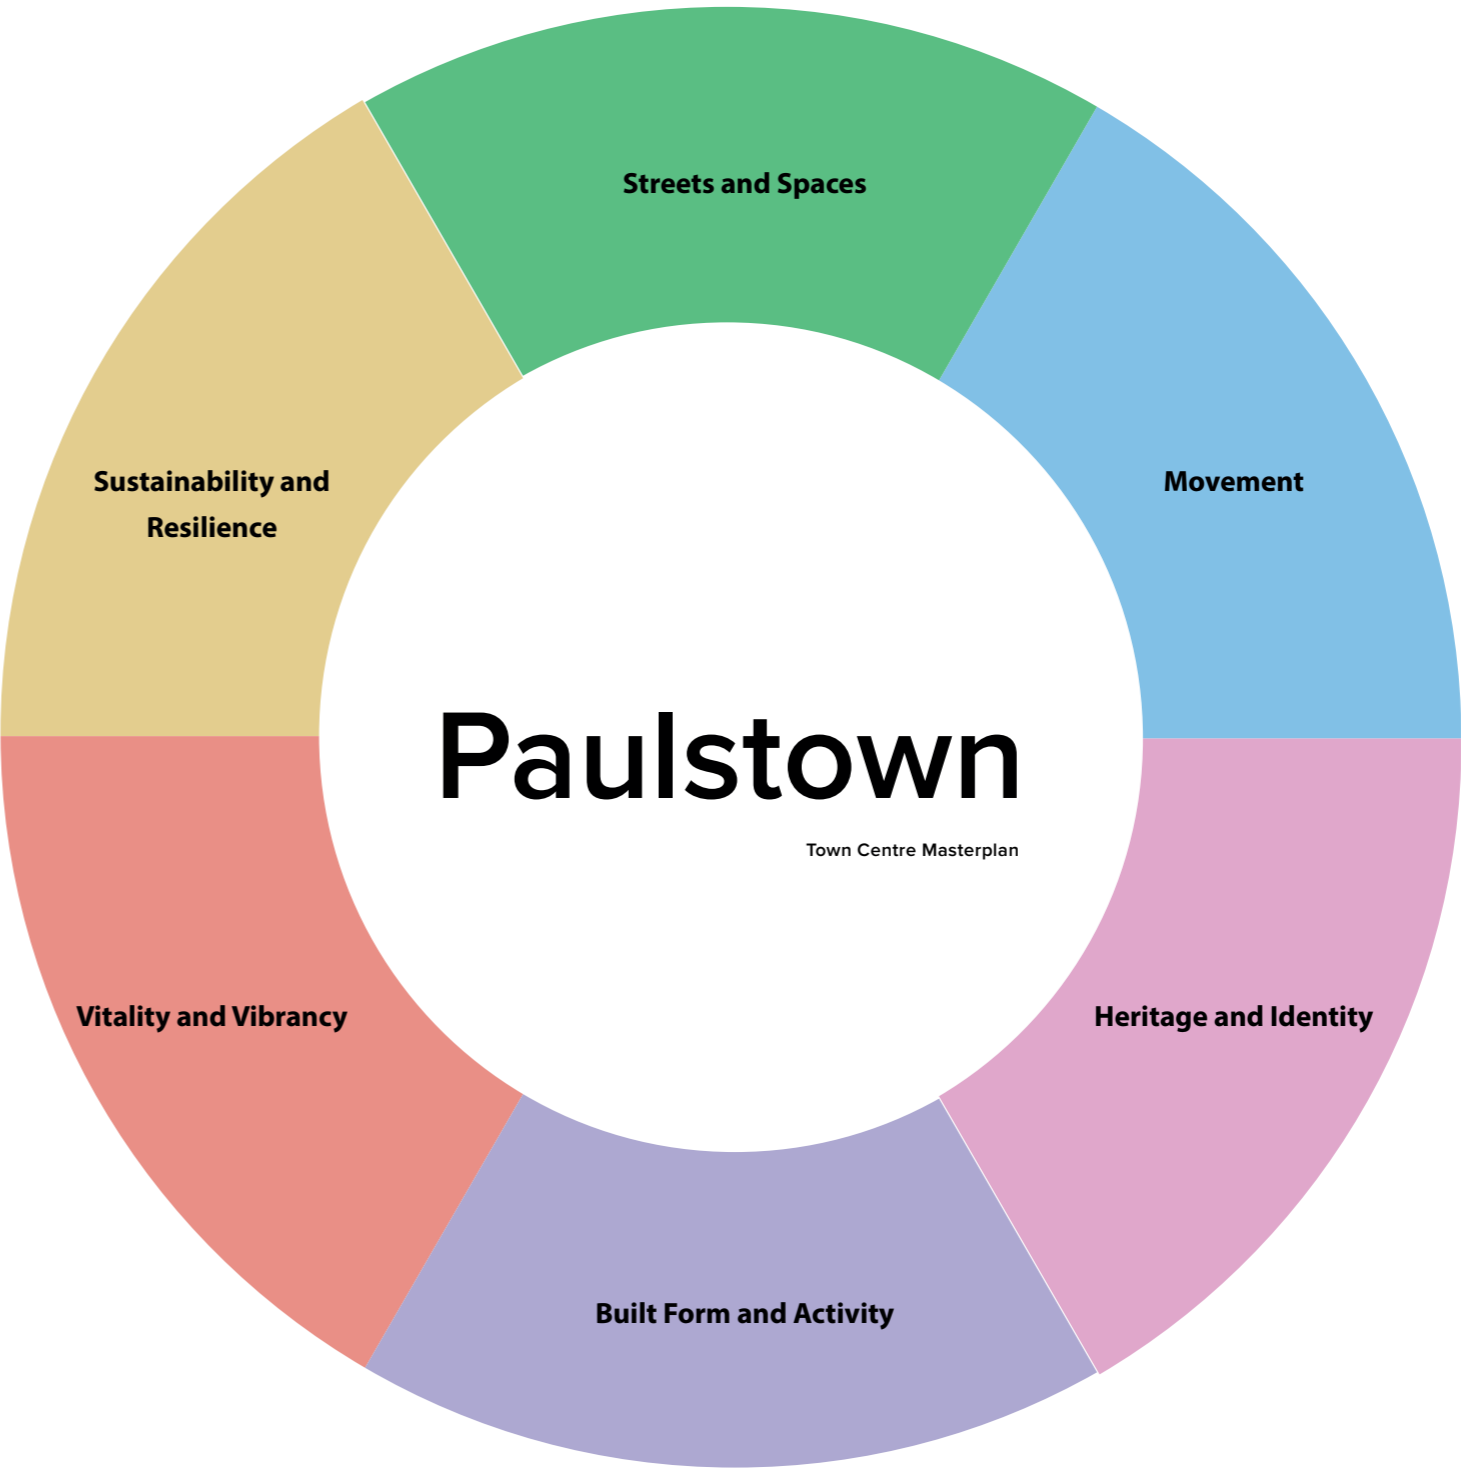 Streets and Spaces
Sustainability and
Resilience
Movement
Paulstown
Town Centre Masterplan
Vitality and Vibrancy
Heritage and Identity
Built Form and Activity